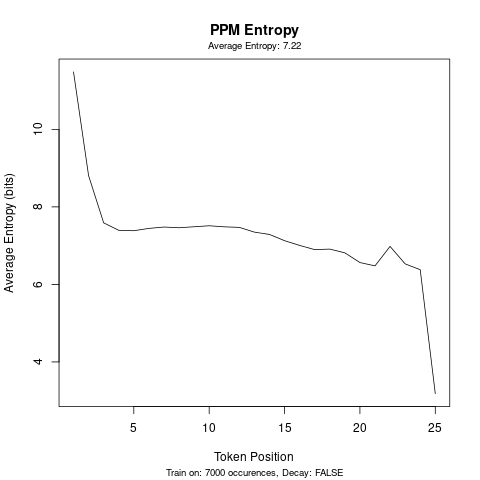 PPM Entropy
Average Entropy: 7.22
Average Entropy (bits)
10
8
6
4
5 10 15 20 25
Token Position
Train on: 7000 occurences, Decay: FALSE